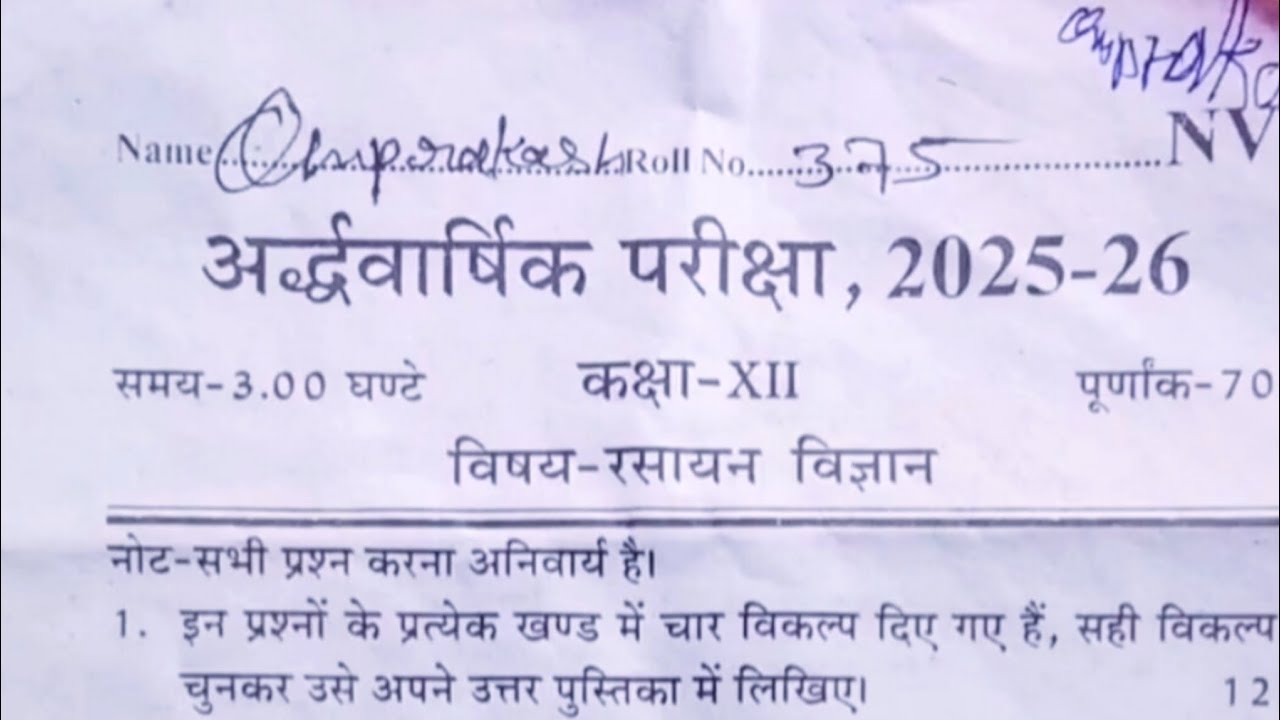 Omprakash
NV
Name Omprakash Roll No. 375
अर्द्धवार्षिक परीक्षा, 2025-26
समय-3.00 घण्टे कक्षा-XII पूर्णांक-70
विषय-रसायन विज्ञान
नोट-सभी प्रश्न करना अनिवार्य है।
1. इन प्रश्नों के प्रत्येक खण्ड में चार विकल्प दिए गए हैं, सही विकल्प
चुनकर उसे अपने उत्तर पुस्तिका में लिखिए। 12